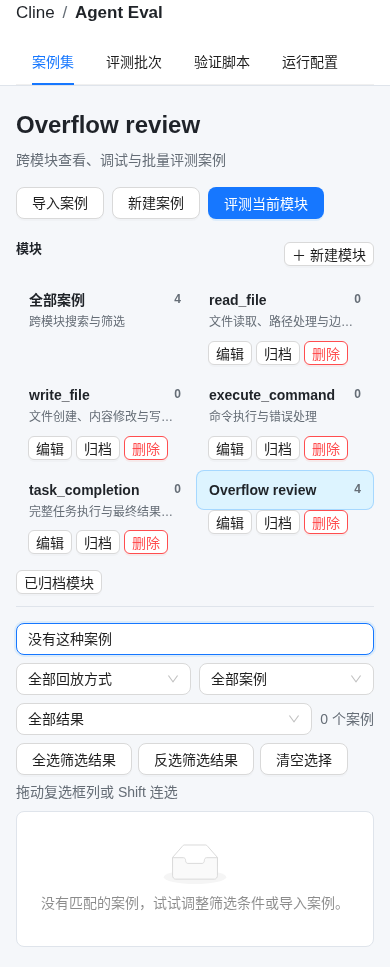 Cline / Agent Eval
案例集 评测批次 验证脚本 运行配置
Overflow review
跨模块查看、调试与批量评测案例
导入案例 新建案例 评测当前模块
模块 + 新建模块
全部案例 4
跨模块搜索与筛选
read_file 0
文件读取、路径处理与边...
编辑 归档 删除
write_file 0
文件创建、内容修改与写...
编辑 归档 删除
execute_command 0
命令执行与错误处理
编辑 归档 删除
task_completion 0
完整任务执行与最终结果...
编辑 归档 删除
Overflow review 4
编辑 归档 删除
已归档模块
没有这种案例
全部回放方式 全部案例
全部结果 0 个案例
全选筛选结果 反选筛选结果 清空选择
拖动复选框列或 Shift 连选
没有匹配的案例，试试调整筛选条件或导入案例。